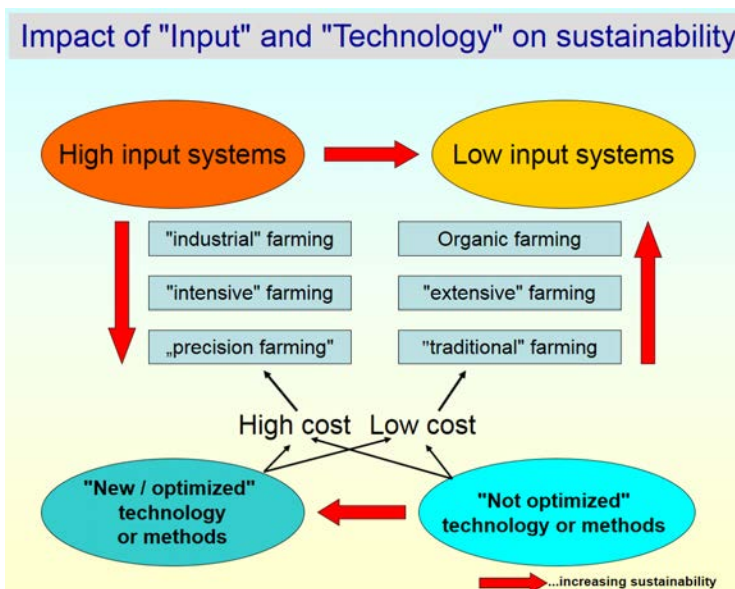 Impact of "Input" and "Technology" on sustainability
High input systems
Low input systems
"industrial" farming
Organic farming
"intensive" farming
"extensive" farming
„precision farming"
"traditional" farming
High cost
Low cost
"New / optimized"
technology
or methods
"Not optimized"
technology or methods
...increasing sustainability